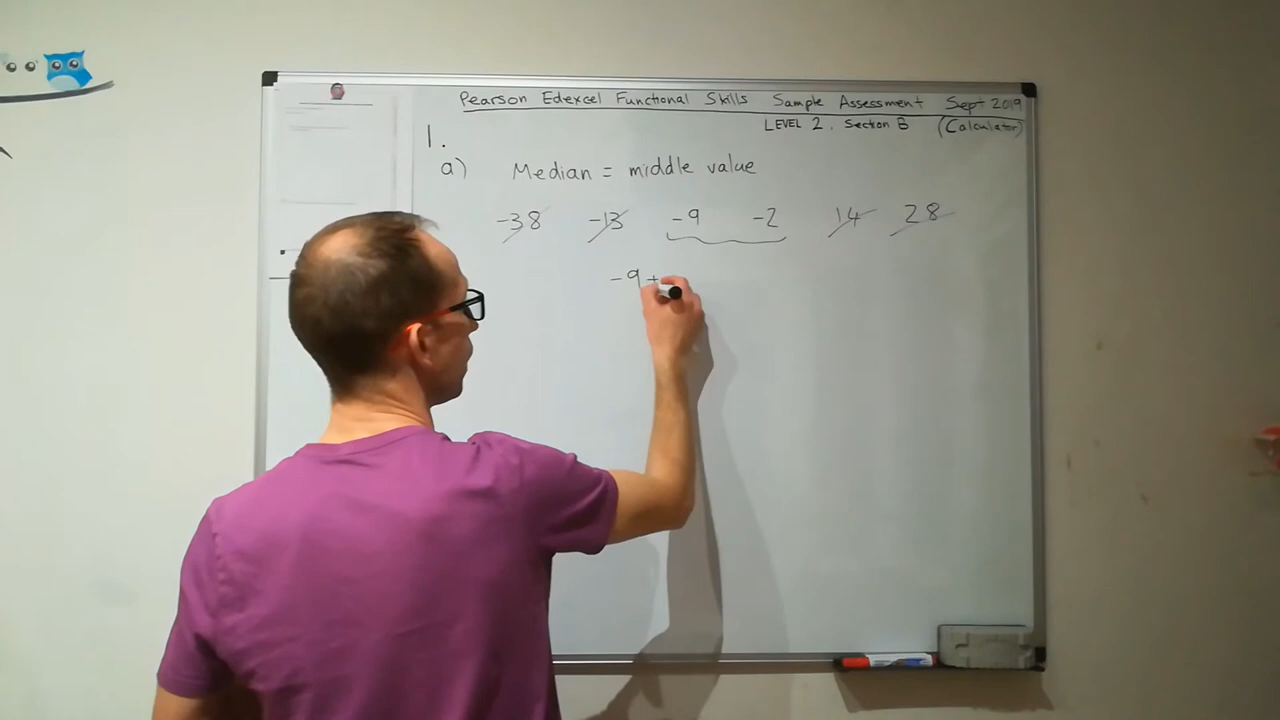 Pearson Edexcel Functional Skills Sample Assessment Sept 2019
LEVEL 2, Section B (Calculator)
1.
a) Median = middle value
-38 -13 -9 -2 14 28
-9+